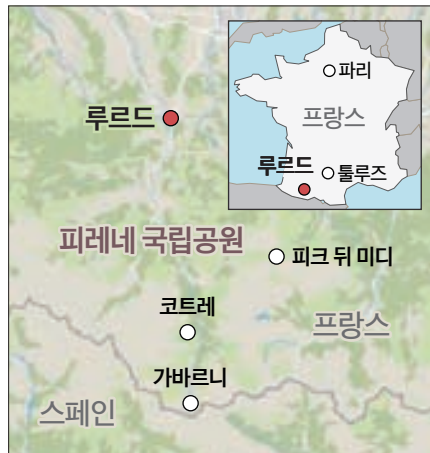 파리
프랑스
루르드
툴루즈
루르드
피레네 국립공원
피크 뒤 미디
코트레
프랑스
가바르니
스페인